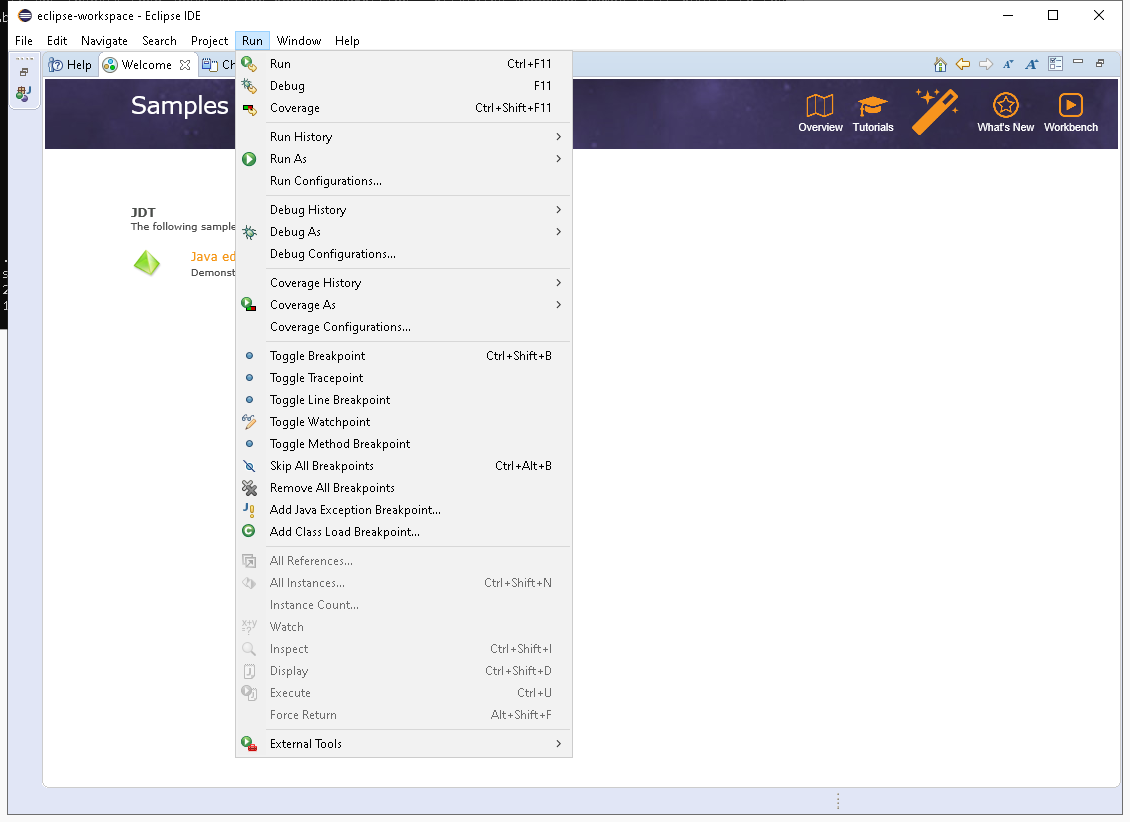 eclipse-workspace - Eclipse IDE
File Edit Navigate Search Project Run Window Help
Help Welcome Ch
Samples
Overview Tutorials What's New Workbench
JDT
The following sample
Java ed
Demonst
Run Ctrl+F11
Debug F11
Coverage Ctrl+Shift+F11
Run History
Run As
Run Configurations...
Debug History
Debug As
Debug Configurations...
Coverage History
Coverage As
Coverage Configurations...
Toggle Breakpoint Ctrl+Shift+B
Toggle Tracepoint
Toggle Line Breakpoint
Toggle Watchpoint
Toggle Method Breakpoint
Skip All Breakpoints Ctrl+Alt+B
Remove All Breakpoints
Add Java Exception Breakpoint...
Add Class Load Breakpoint...
All References...
All Instances... Ctrl+Shift+N
Instance Count...
Watch
Inspect Ctrl+Shift+I
Display Ctrl+Shift+D
Execute Ctrl+U
Force Return Alt+Shift+F
External Tools